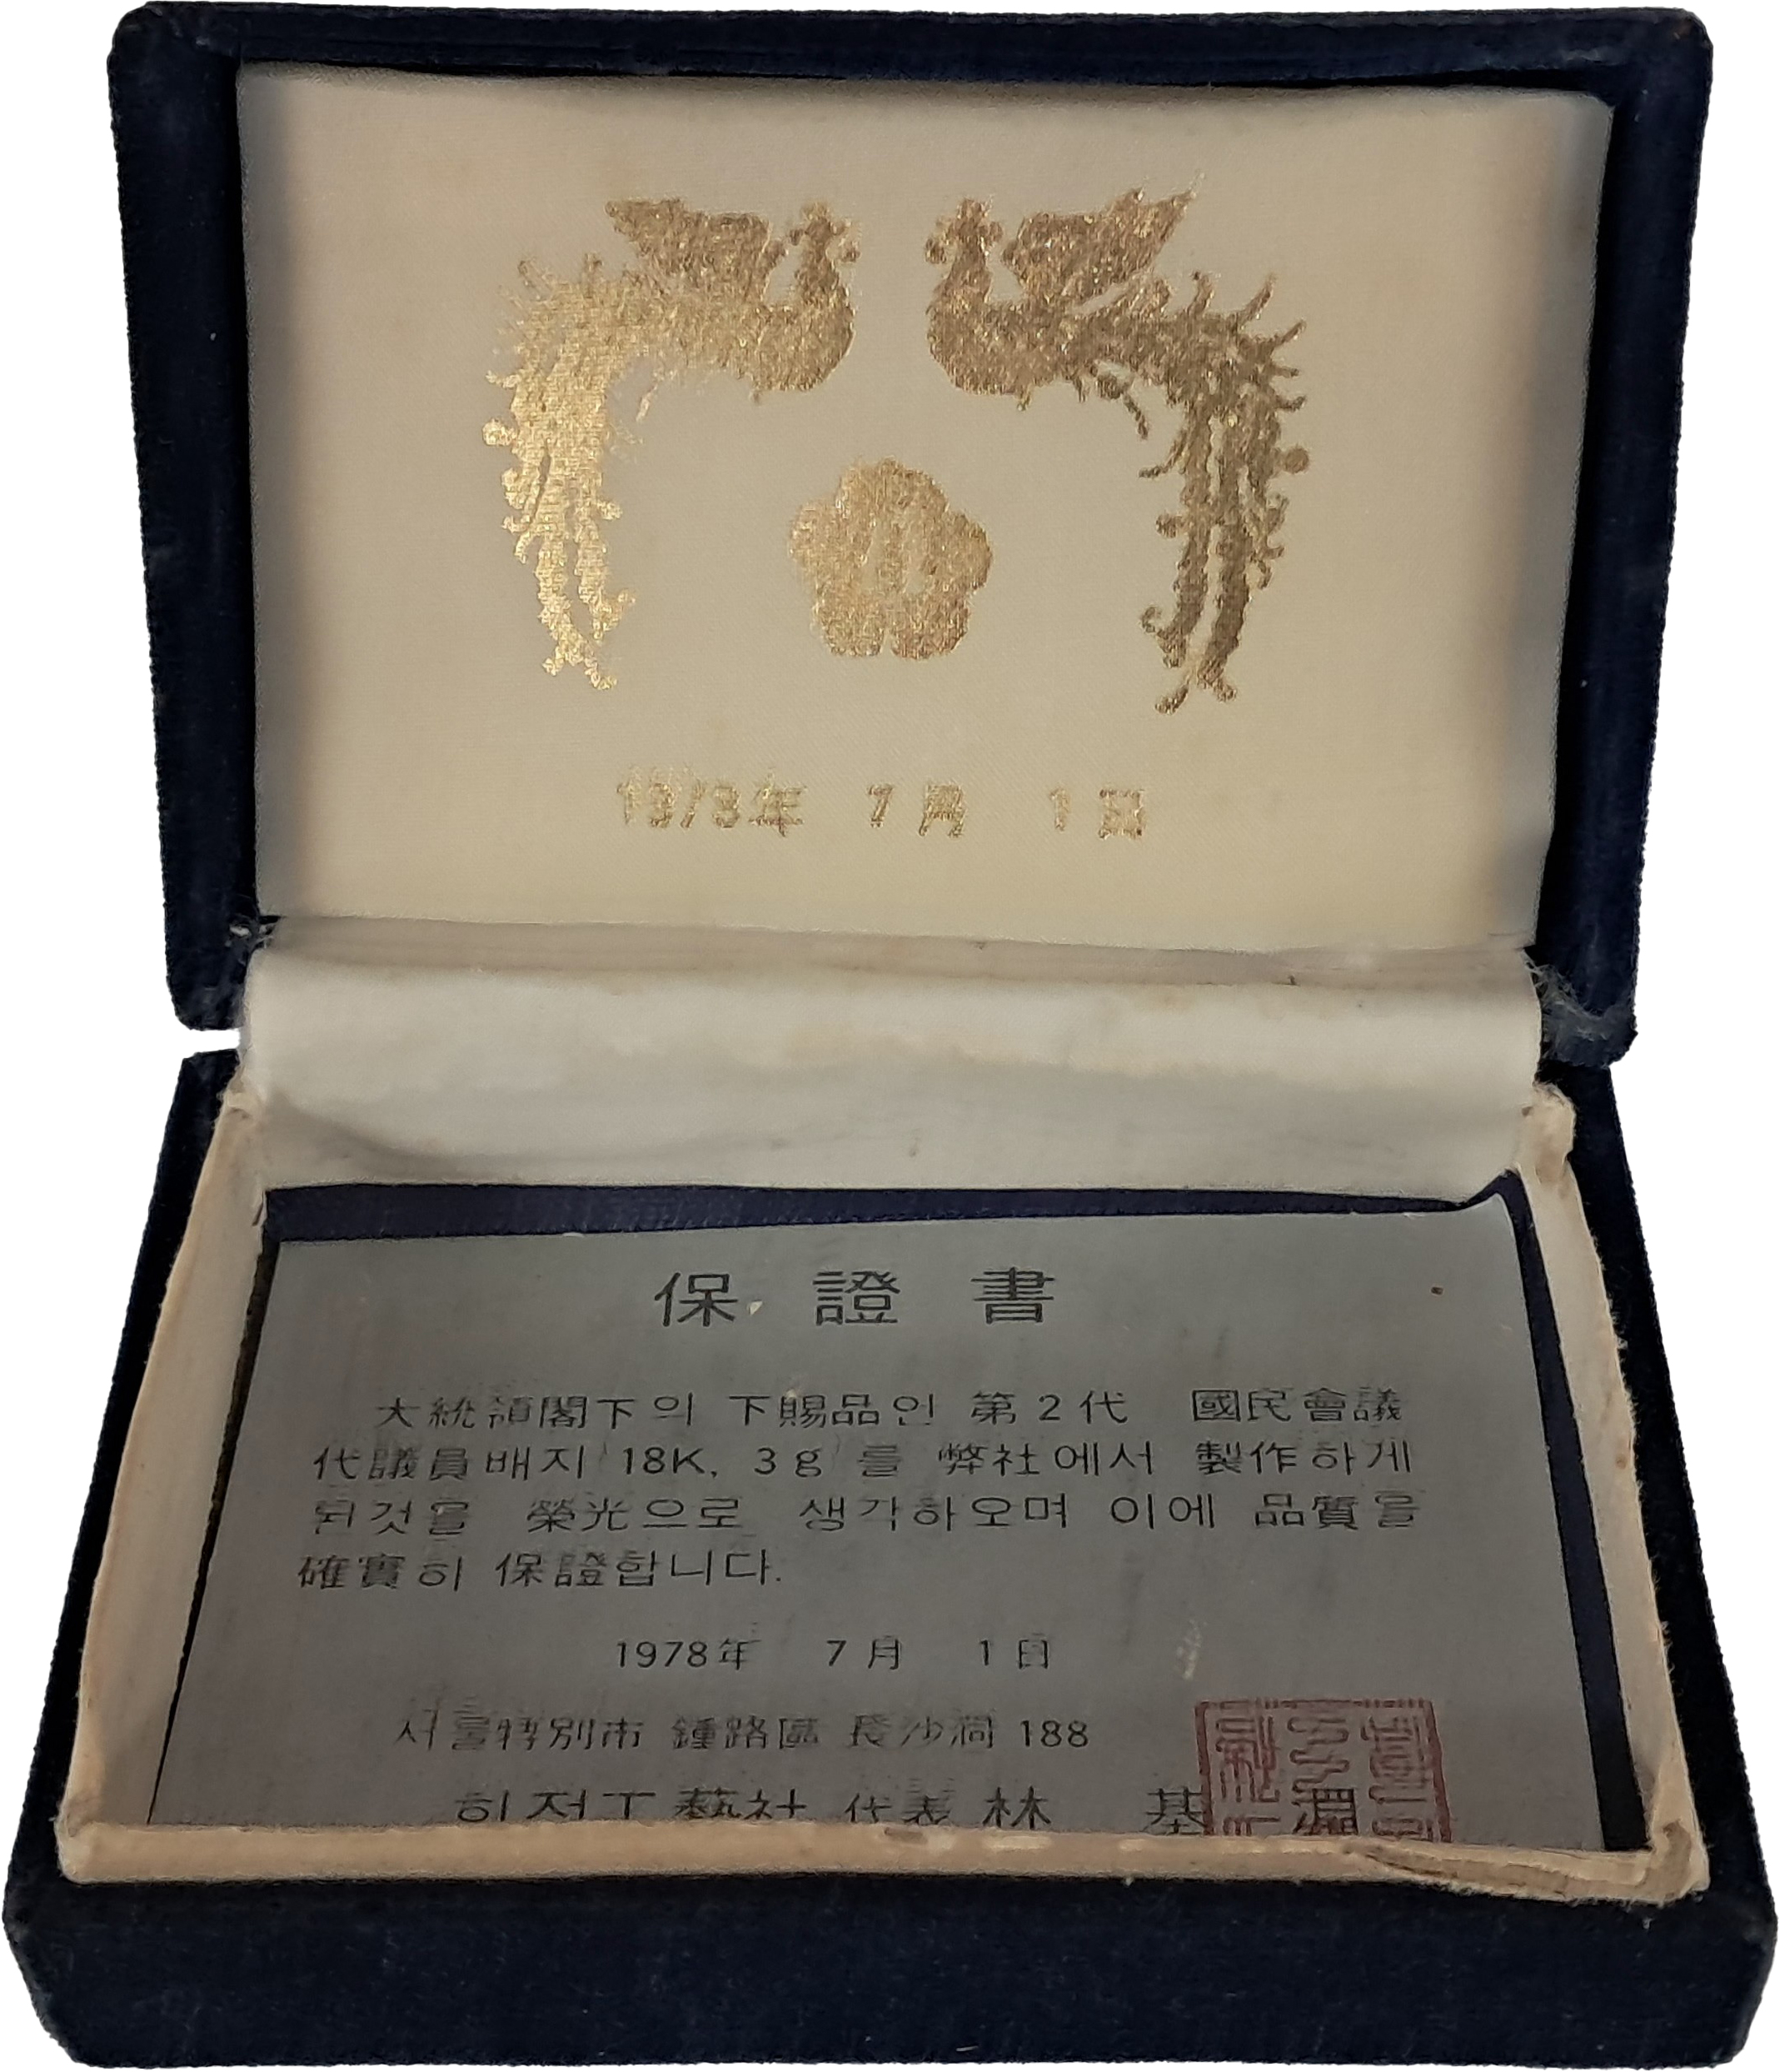 1978年 7月 1日
保證書
大統領閣下의 下賜品인 第2代 國民會議
代議員배지 18K, 3g 를 弊社에서 製作하게
된것을 榮光으로 생각하오며 이에 品質을
確實히 保證합니다.
1978年 7月 1日
서울特別市 鍾路區 長沙洞 188
工藝社 代表 林 基